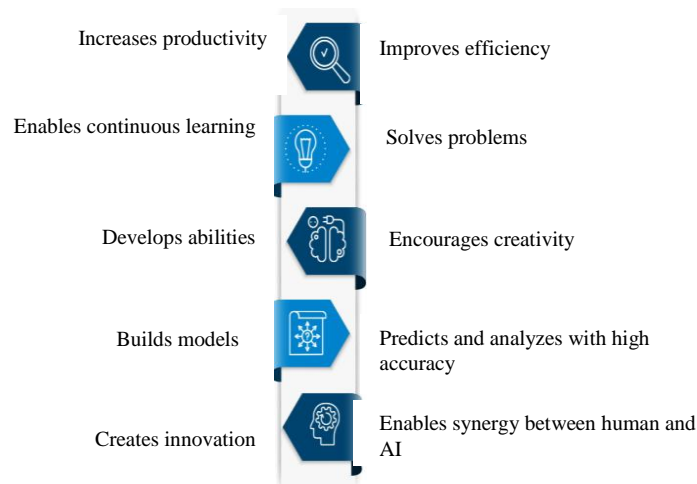 Increases productivity
Improves efficiency
Enables continuous learning
Solves problems
Develops abilities
Encourages creativity
Builds models
Predicts and analyzes with high
accuracy
Creates innovation
Enables synergy between human and
AI